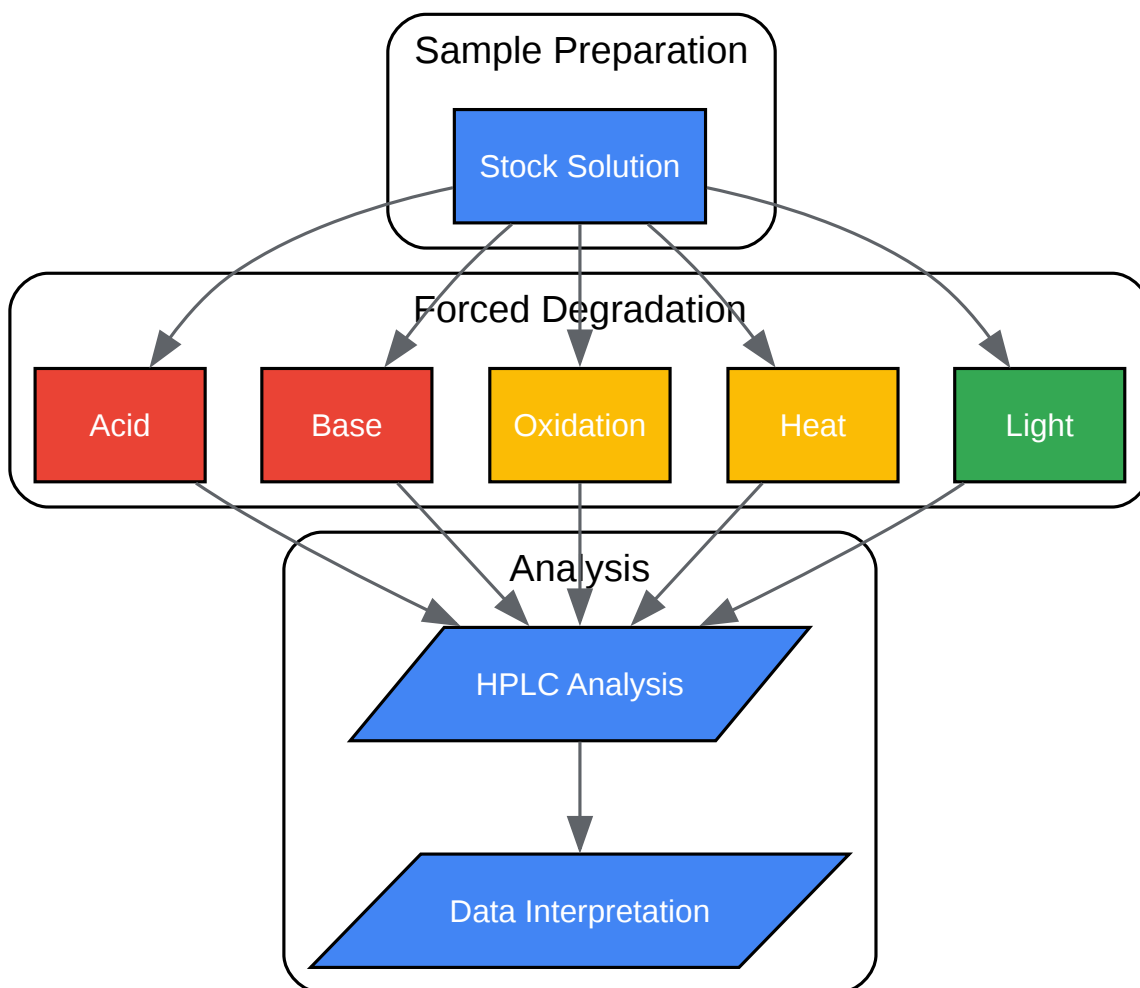 Sample Preparation
Stock Solution
Forced Degradation
Acid
Base
Oxidation
Heat
Light
Analysis
HPLC Analysis
Data Interpretation